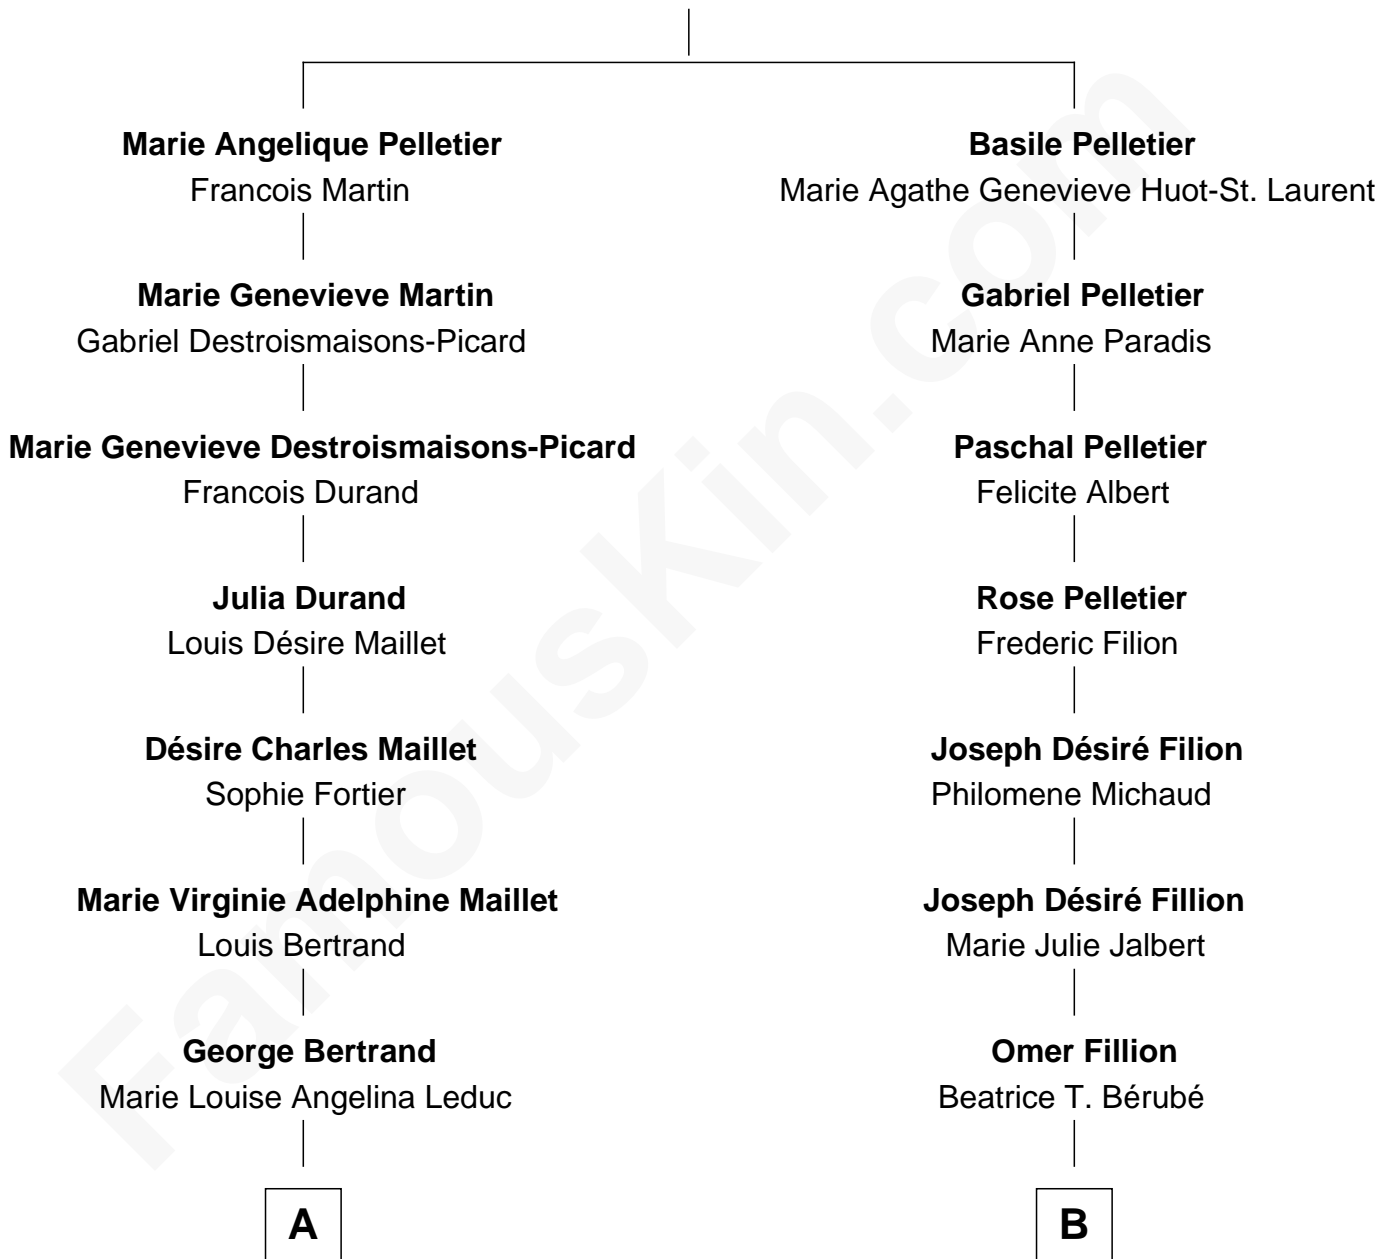 Marie Angelique Pelletier
Francois Martin
Basile Pelletier
Marie Agathe Genevieve Huot-St. Laurent
Marie Genevieve Martin
Gabriel Destroismaisons-Picard
Gabriel Pelletier
Marie Anne Paradis
Marie Genevieve Destroismaisons-Picard
Francois Durand
Paschal Pelletier
Felicite Albert
Julia Durand
Louis Désire Maillet
Rose Pelletier
Frederic Filion
Désire Charles Maillet
Sophie Fortier
Joseph Désiré Filion
Philomene Michaud
Marie Virginie Adelphine Maillet
Louis Bertrand
Joseph Désiré Fillion
Marie Julie Jalbert
George Bertrand
Marie Louise Angelina Leduc
Omer Fillion
Beatrice T. Bérubé
A
B
FamousKin.com